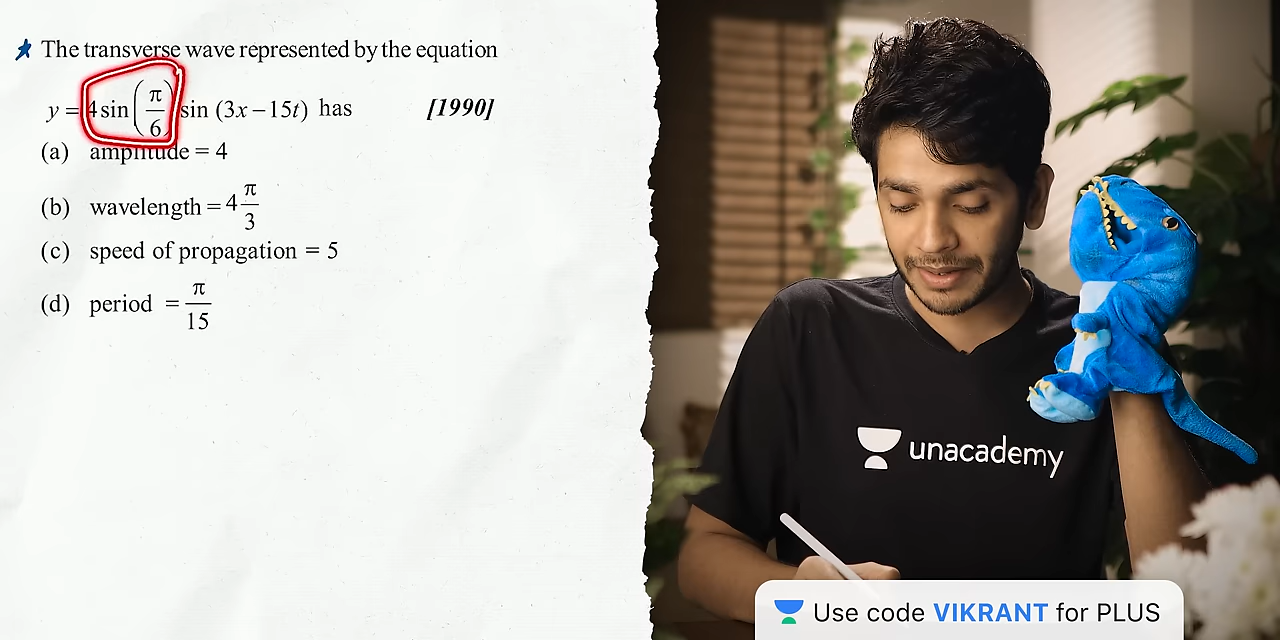 The transverse wave represented by the equation
y = 4 sin (π/6) sin (3x – 15t) has [1990]
(a) amplitude = 4
(b) wavelength = 4 π/3
(c) speed of propagation = 5
(d) period = π/15
unacademy
Use code VIKRANT for PLUS